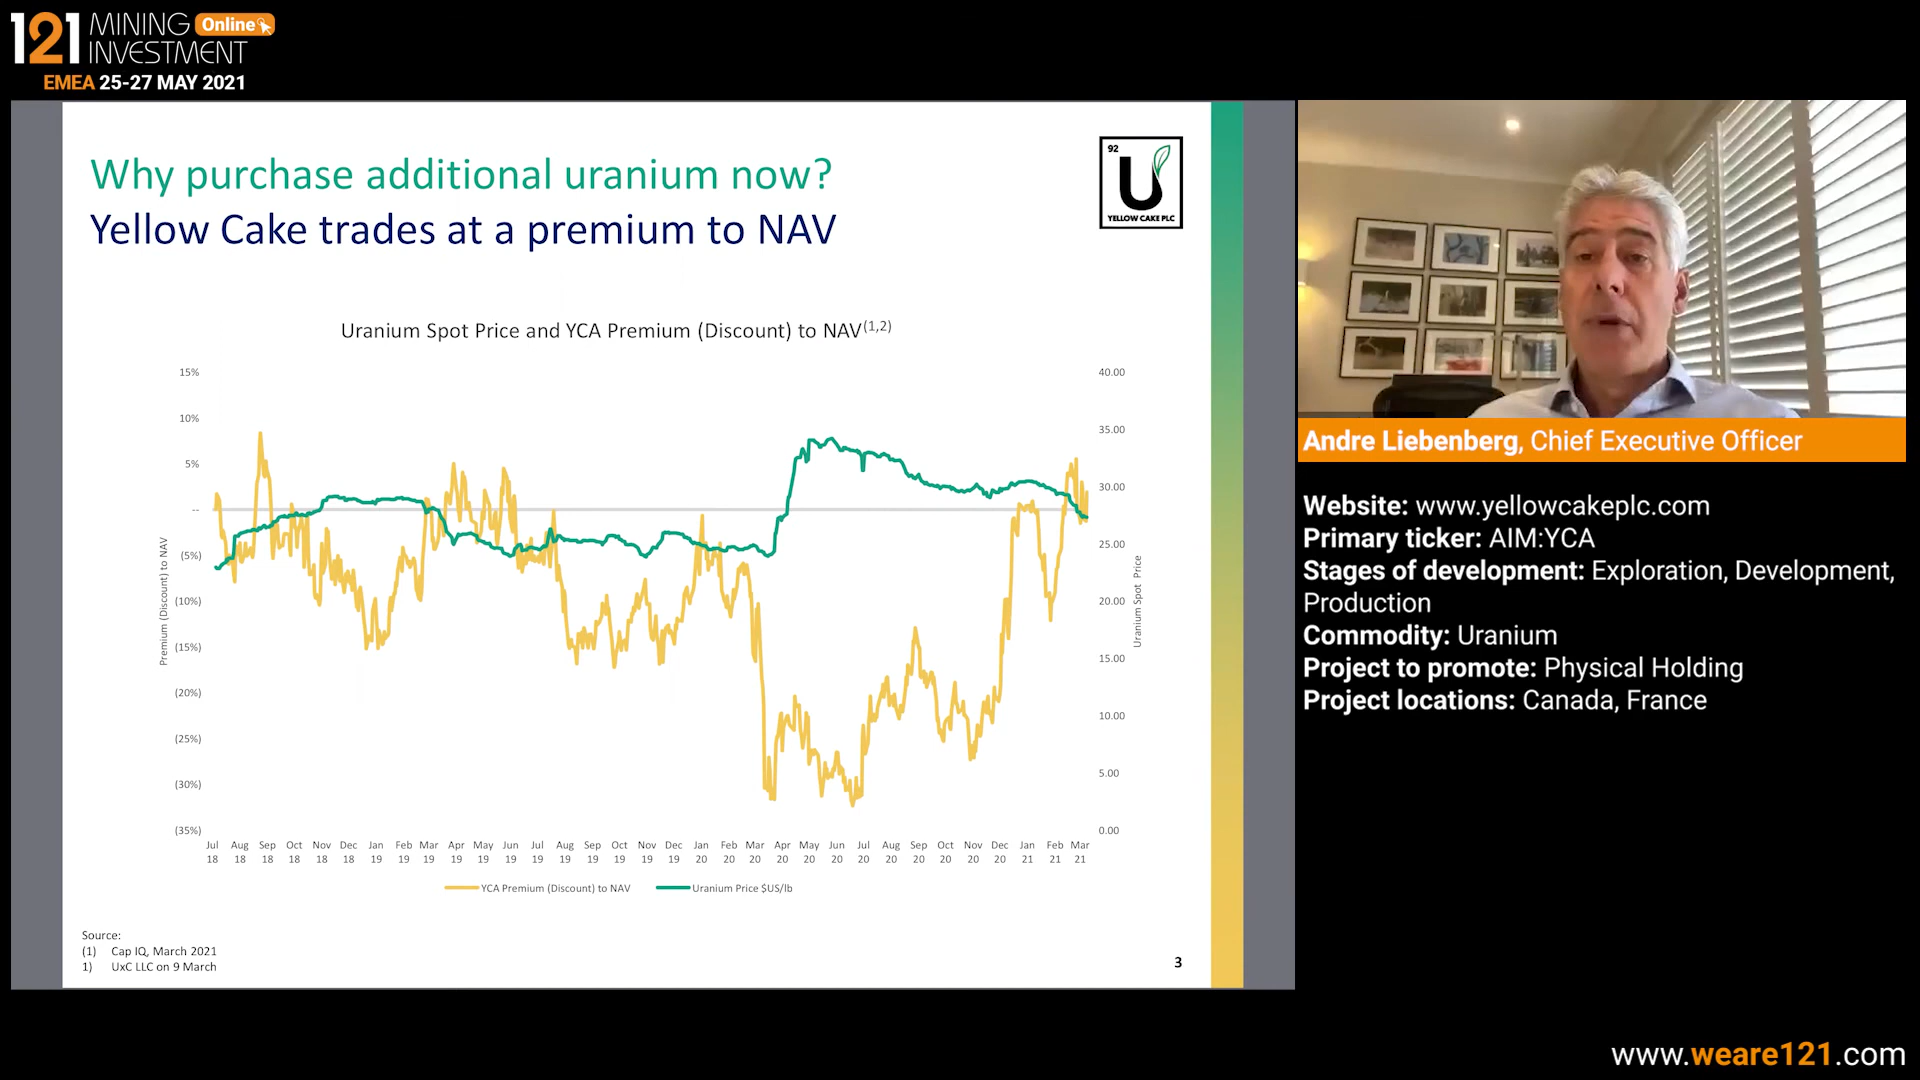 121 MINING Online
INVESTMENT
EMEA 25-27 MAY 2021
Why purchase additional uranium now?
Yellow Cake trades at a premium to NAV
92
U
YELLOW CAKE PLC
Uranium Spot Price and YCA Premium (Discount) to NAV(1,2)
15%
10%
5%
--
(5%)
(10%)
(15%)
(20%)
(25%)
(30%)
(35%)
Premium (Discount) to NAV
40.00
35.00
30.00
25.00
20.00
15.00
10.00
5.00
0.00
Uranium Spot Price
Jul Aug Sep Oct Nov Dec Jan Feb Mar Apr May Jun Jul Aug Sep Oct Nov Dec Jan Feb Mar Apr May Jun Jul Aug Sep Oct Nov Dec Jan Feb Mar
18 18 18 18 18 18 19 19 19 19 19 19 19 19 19 19 19 19 20 20 20 20 20 20 20 20 20 20 20 20 21 21 21
YCA Premium (Discount) to NAV Uranium Price $US/lb
Source:
(1) Cap IQ, March 2021
1) UxC LLC on 9 March
3
Andre Liebenberg, Chief Executive Officer
Website: www.yellowcakeplc.com
Primary ticker: AIM:YCA
Stages of development: Exploration, Development,
Production
Commodity: Uranium
Project to promote: Physical Holding
Project locations: Canada, France
www.weare121.com